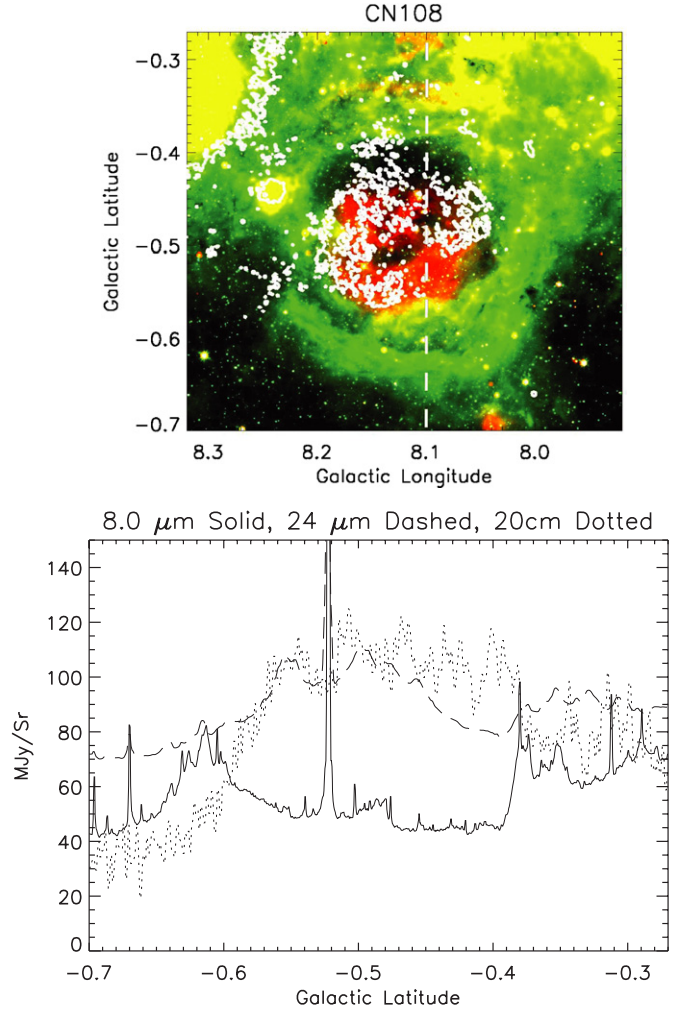 CN108
−0.3
−0.4
−0.5
−0.6
−0.7
Galactic Latitude
8.3 8.2 8.1 8.0
Galactic Longitude
8.0 μm Solid, 24 μm Dashed, 20cm Dotted
140
120
100
80
60
40
20
0
MJy/Sr
−0.7 −0.6 −0.5 −0.4 −0.3
Galactic Latitude